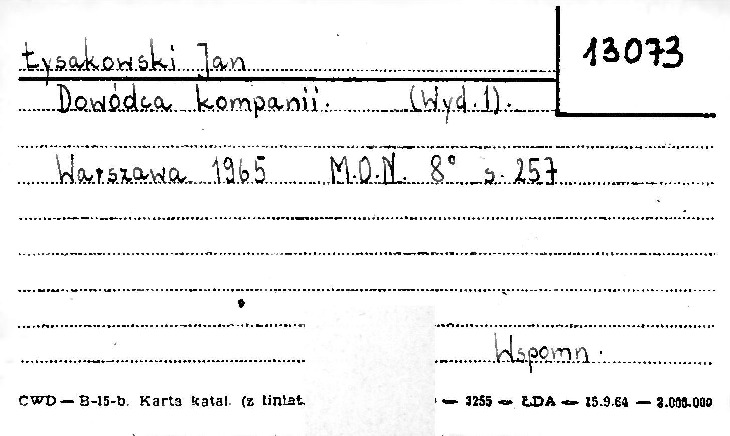 13073
Łysakowski Jan
Dowódca kompanii. (Wyd. 1).
Warszawa 1965 M.O.N. 8° s. 257
Wspomn.
CWD — B-15-b. Karta katal. (z liniat. — 3255 — ŁDA — 15.9.64 — 3.000.000